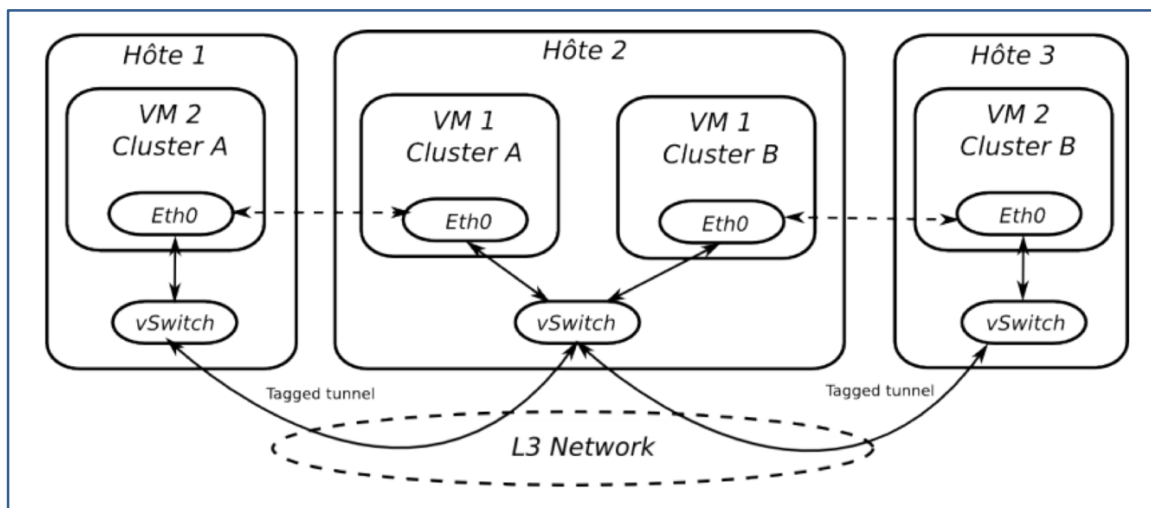 Hôte 1
VM 2
Cluster A
Eth0
vSwitch
Hôte 2
VM 1
Cluster A
Eth0
VM 1
Cluster B
Eth0
vSwitch
Hôte 3
VM 2
Cluster B
Eth0
vSwitch
Tagged tunnel
Tagged tunnel
L3 Network